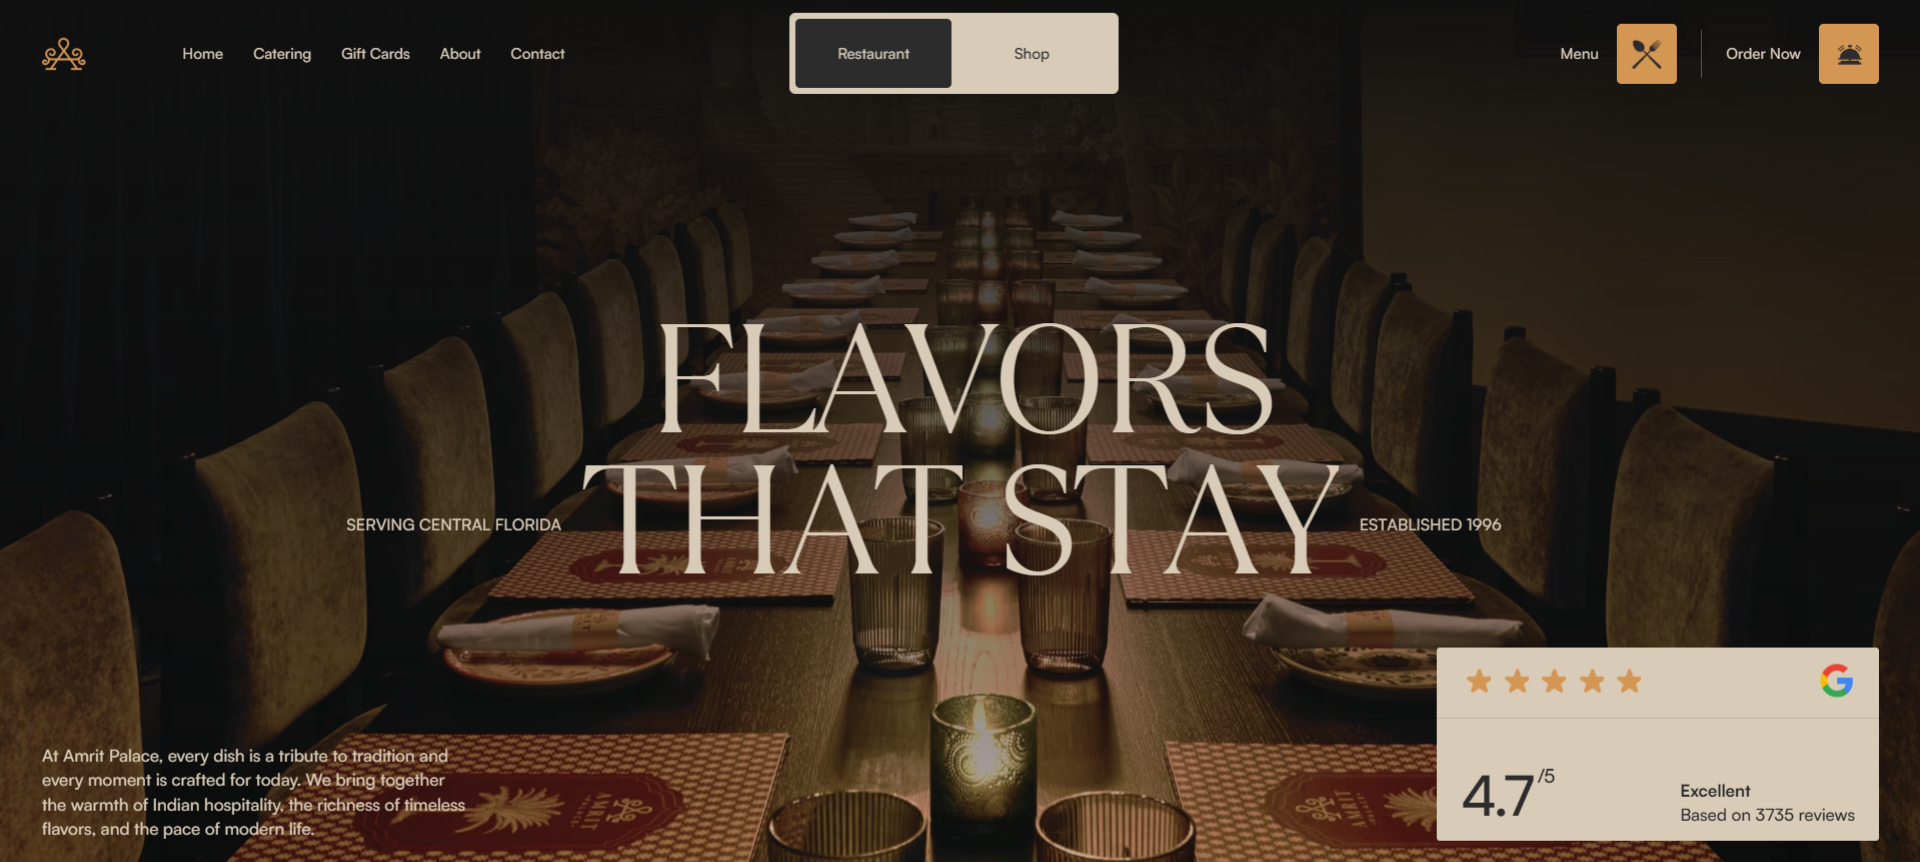 Home
Catering
Gift Cards
About
Contact
Restaurant
Shop
Menu
Order Now
FLAVORS
THAT STAY
SERVING CENTRAL FLORIDA
ESTABLISHED 1996
At Amrit Palace, every dish is a tribute to tradition and
every moment is crafted for today. We bring together
the warmth of Indian hospitality, the richness of timeless
flavors, and the pace of modern life.
4.7/5
Excellent
Based on 3735 reviews
AMRIT
AMRIT